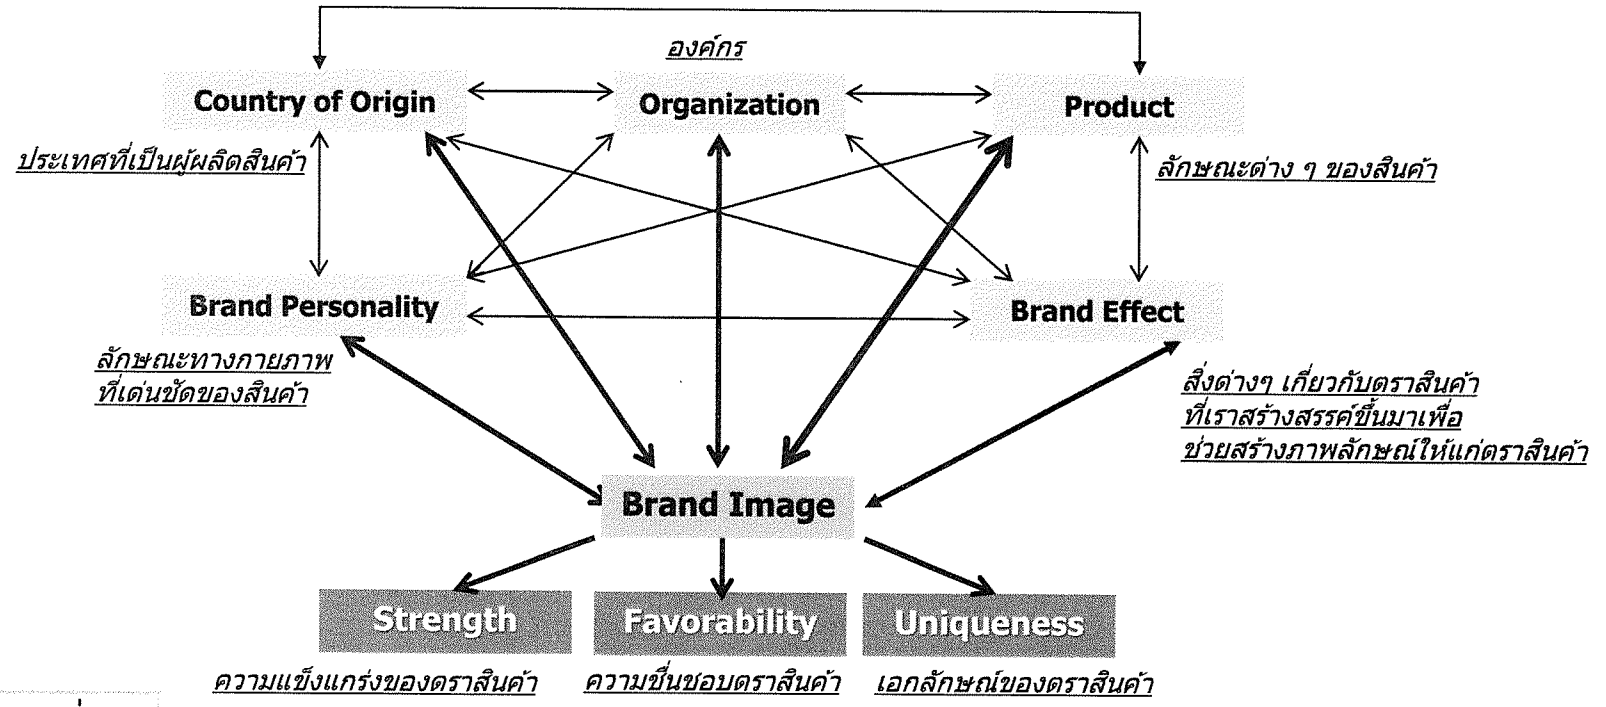 องค์กร
Country of Origin
Organization
Product
ประเทศที่เป็นผู้ผลิตสินค้า
ลักษณะต่าง ๆ ของสินค้า
Brand Personality
Brand Effect
ลักษณะทางกายภาพ
ที่เด่นชัดของสินค้า
สิ่งต่างๆ เกี่ยวกับตราสินค้า
ที่เราสร้างสรรค์ขึ้นมาเพื่อ
ช่วยสร้างภาพลักษณ์ให้แก่ตราสินค้า
Brand Image
Strength
Favorability
Uniqueness
ความแข็งแกร่งของตราสินค้า
ความชื่นชอบตราสินค้า
เอกลักษณ์ของตราสินค้า